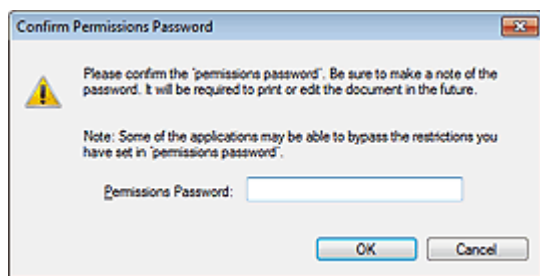 Confirm Permissions Password
Please confirm the "permissions password". Be sure to make a note of the
password. It will be required to print or edit the document in the future.
Note: Some of the applications may be able to bypass the restrictions you
have set in "permissions password".
Permissions Password:
OK Cancel